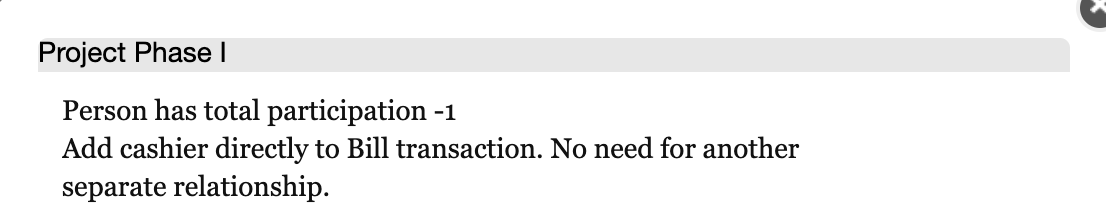 Project Phase I
Person has total participation -1
Add cashier directly to Bill transaction. No need for another
separate relationship.